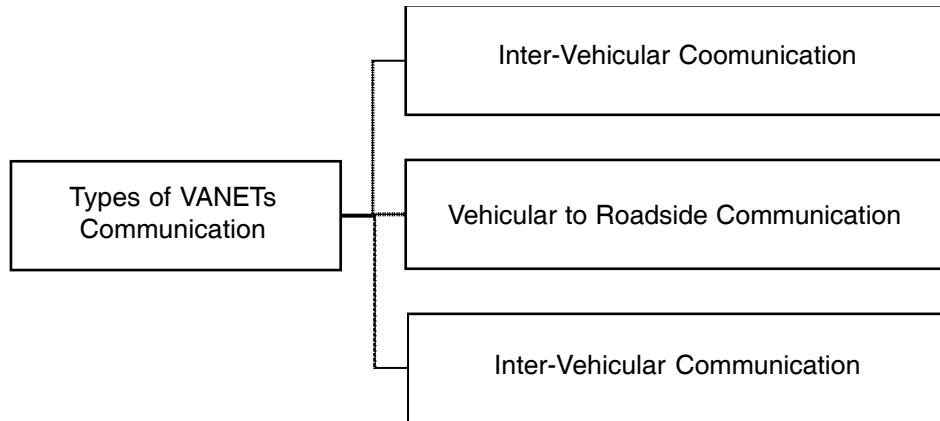 Inter-Vehicular Coomunication
Types of VANETs
Communication
Vehicular to Roadside Communication
Inter-Vehicular Communication